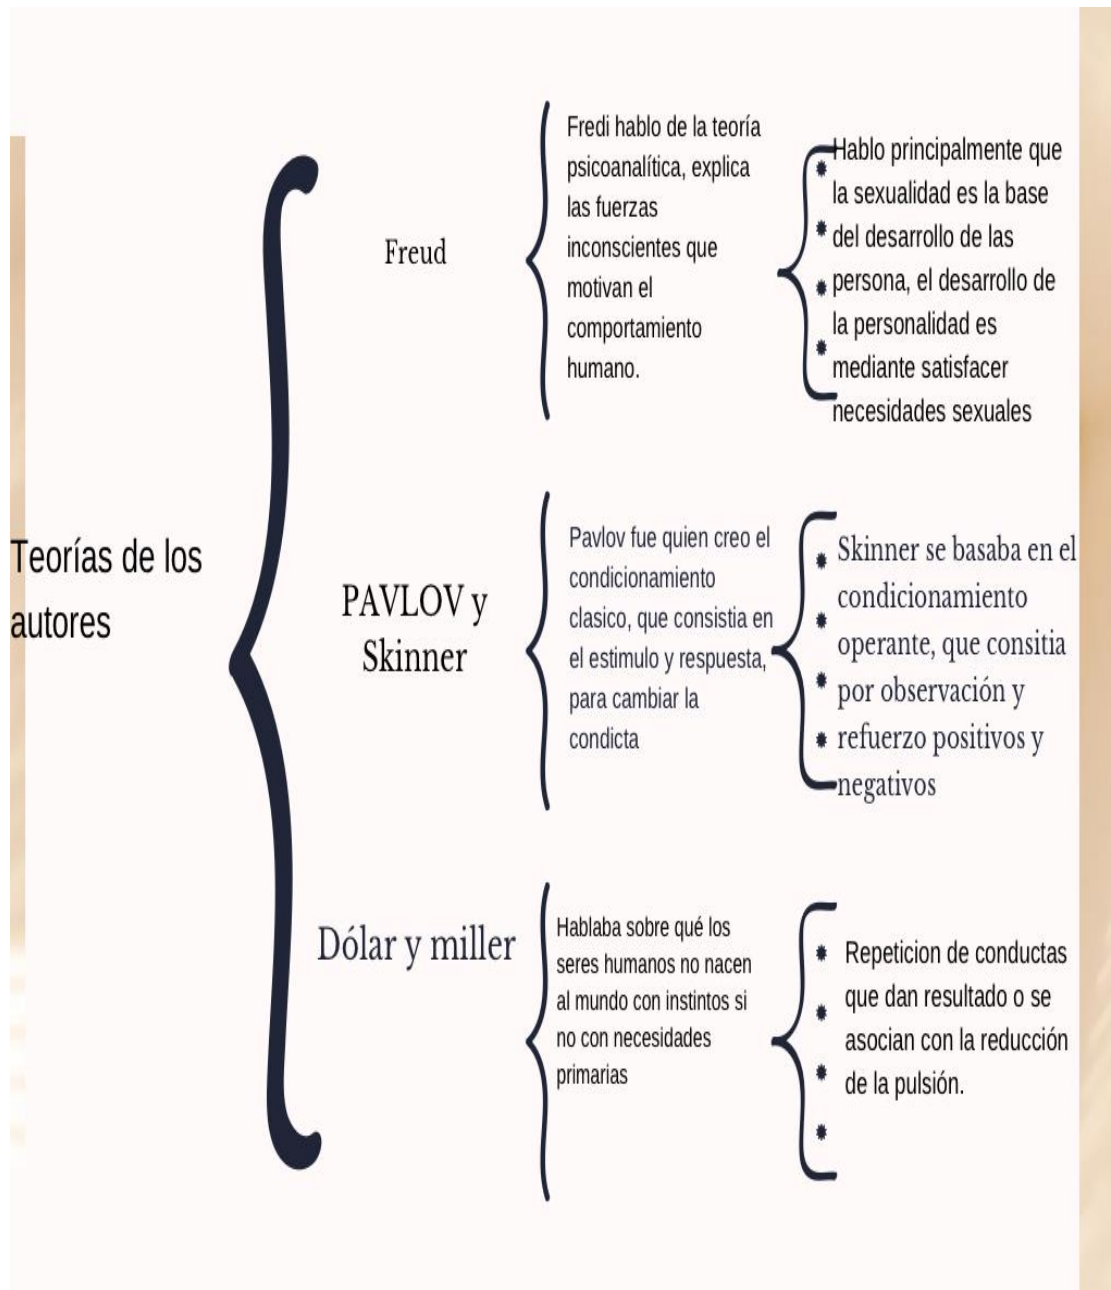 Teorías de los
autores
Freud
Fredi hablo de la teoría
psicoanalítica, explica
las fuerzas
inconscientes que
motivan el
comportamiento
humano.
Hablo principalmente que
la sexualidad es la base
del desarrollo de las
persona, el desarrollo de
la personalidad es
mediante satisfacer
necesidades sexuales
PAVLOV y
Skinner
Pavlov fue quien creo el
condicionamiento
clasico, que consistia en
el estimulo y respuesta,
para cambiar la
condicta
Skinner se basaba en el
condicionamiento
operante, que consitia
por observación y
refuerzo positivos y
negativos
Dólar y miller
Hablaba sobre qué los
seres humanos no nacen
al mundo con instintos si
no con necesidades
primarias
Repeticion de conductas
que dan resultado o se
asocian con la reducción
de la pulsión.